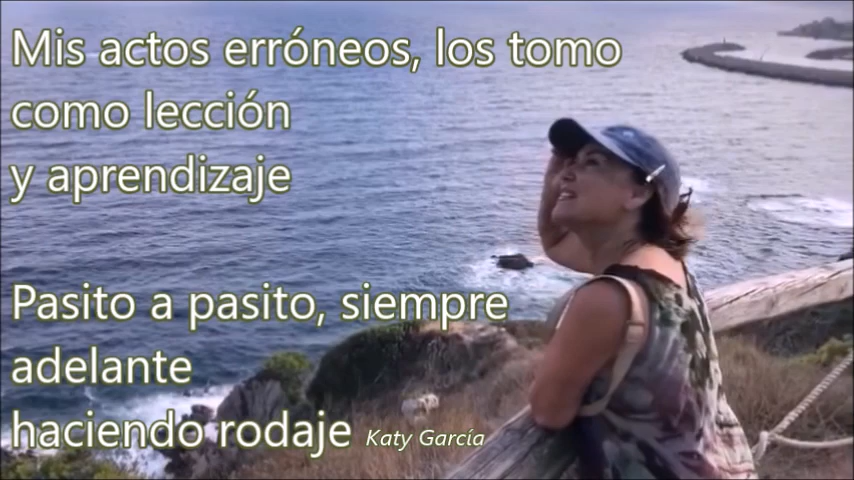 Mis actos erróneos, los tomo
como lección
y aprendizaje
Pasito a pasito, siempre
adelante
haciendo rodaje Katy García